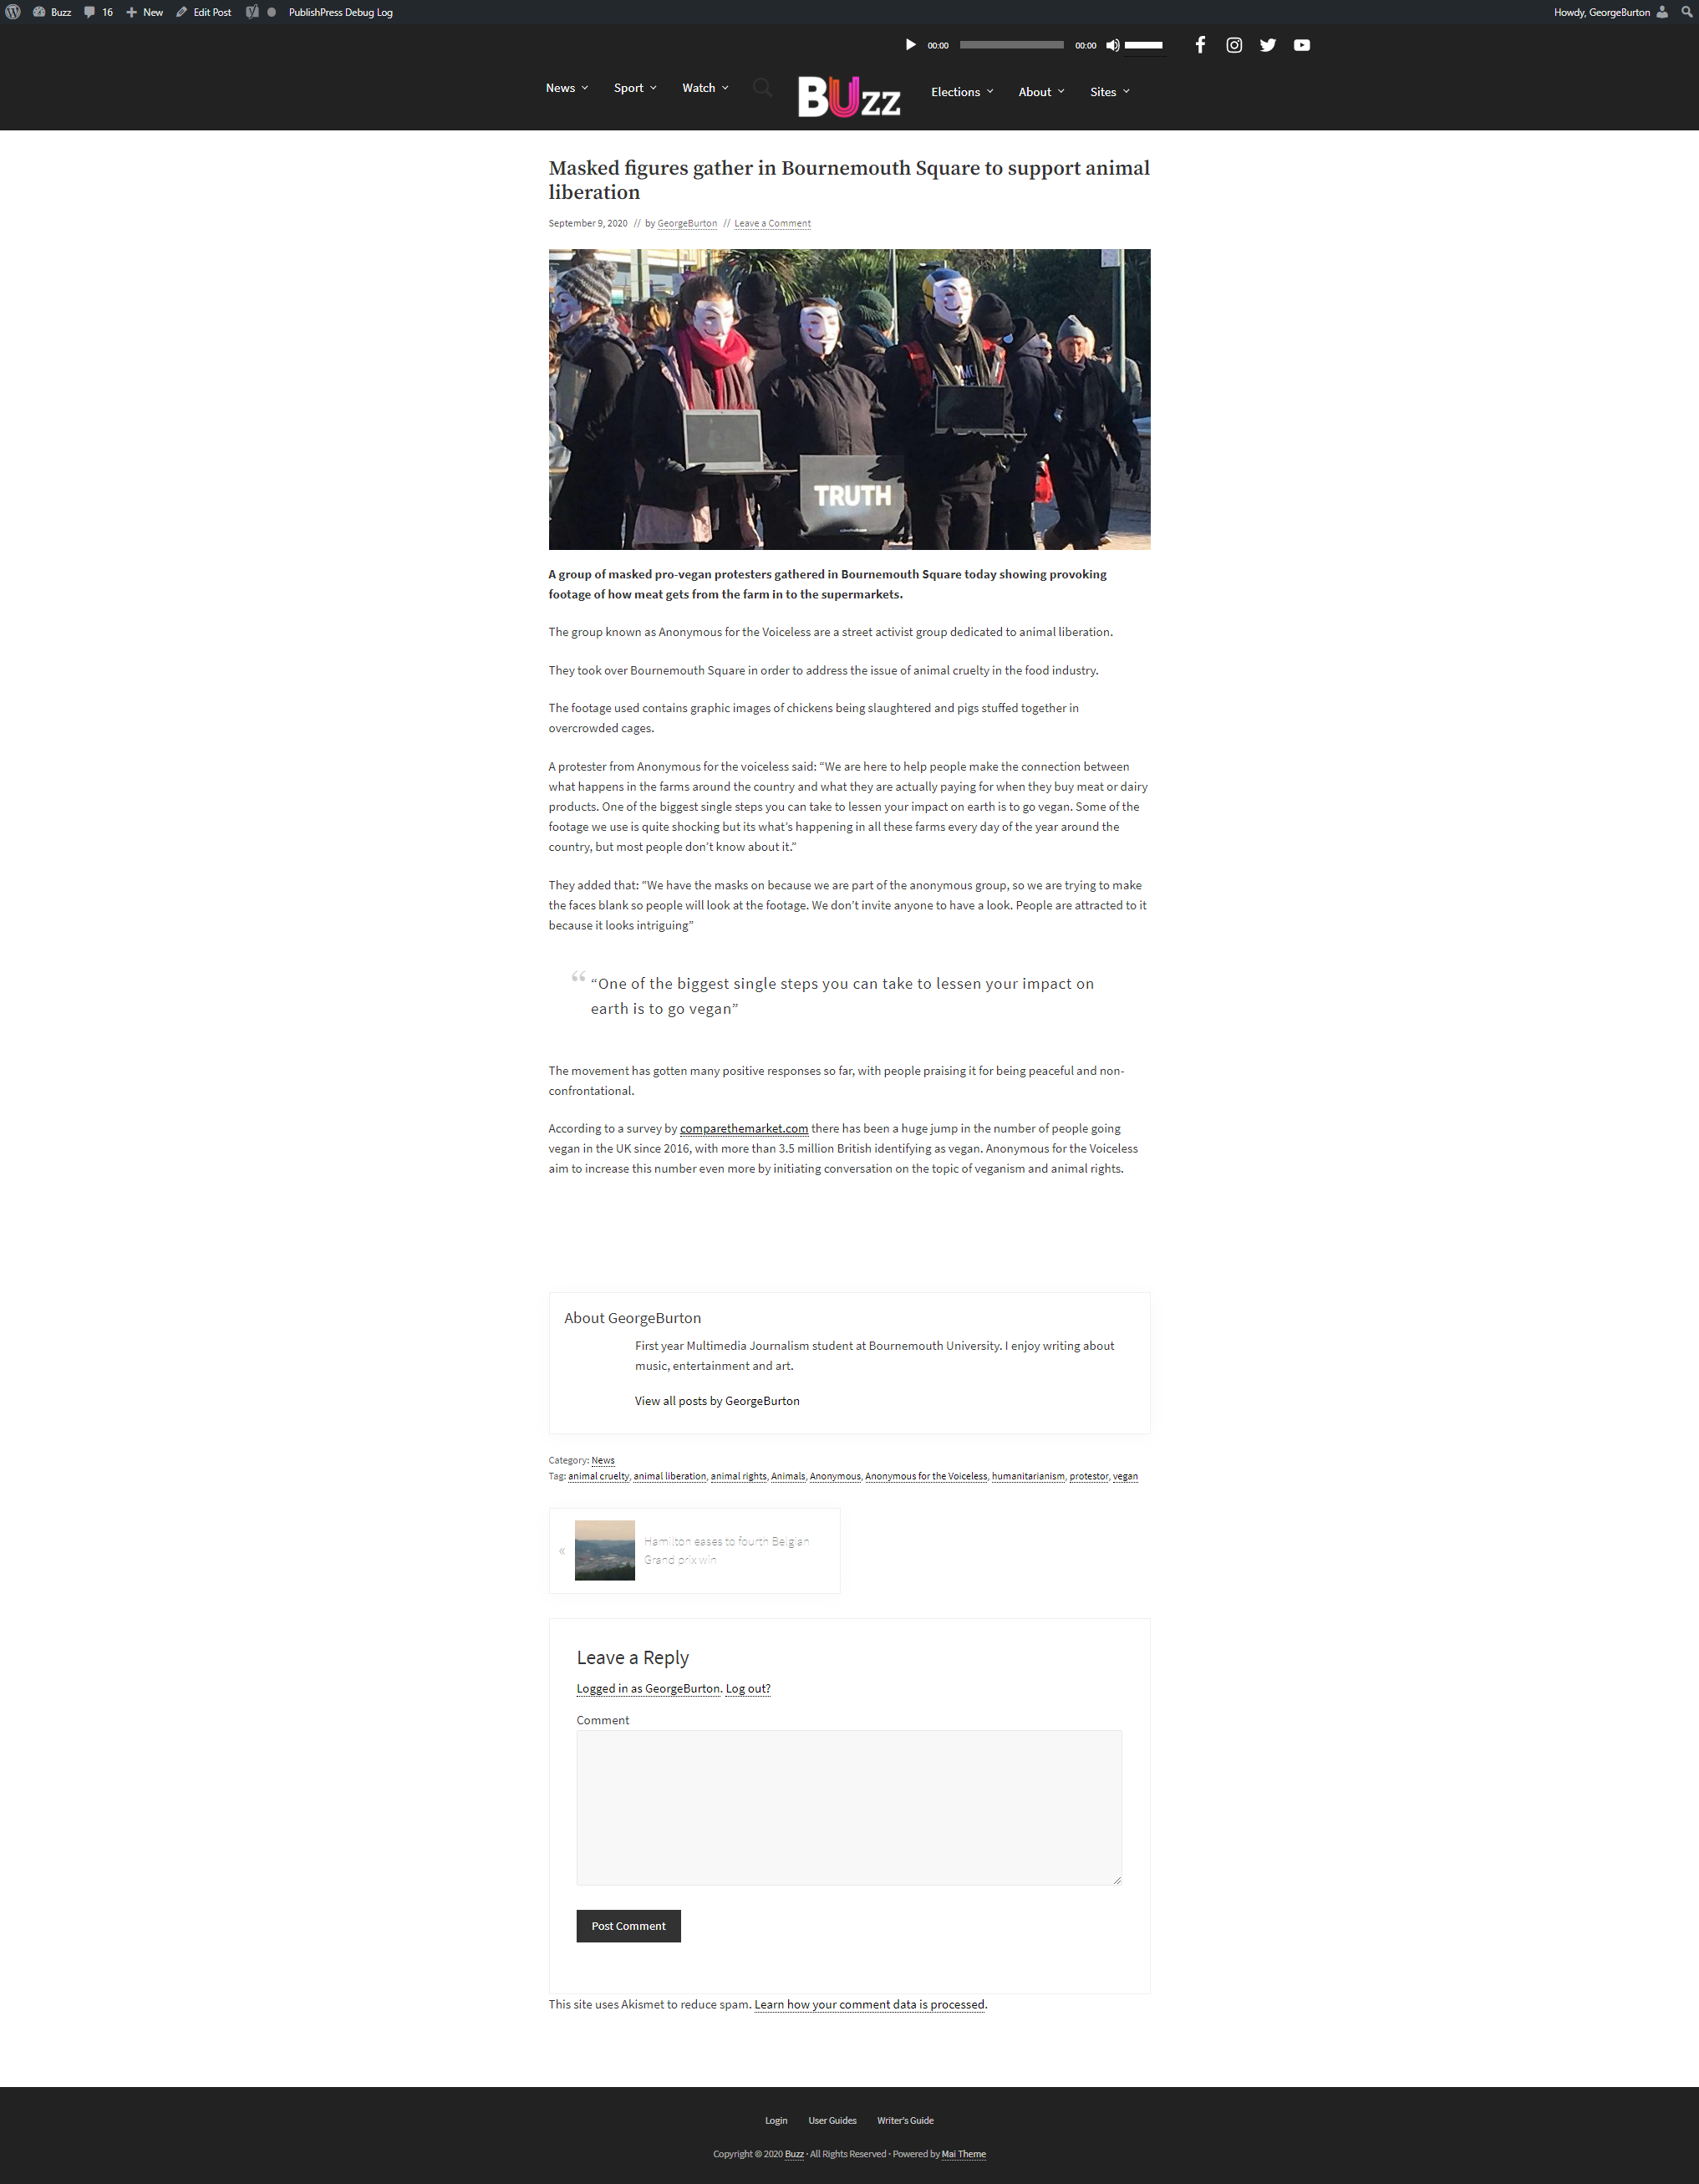 Buzz 16 New Edit Post PublishPress Debug Log Howdy, GeorgeBurton
00:00 00:00
News Sport Watch BUzz Elections About Sites
Masked figures gather in Bournemouth Square to support animal
liberation
September 9, 2020 // by GeorgeBurton // Leave a Comment
TRUTH
A group of masked pro-vegan protesters gathered in Bournemouth Square today showing provoking
footage of how meat gets from the farm in to the supermarkets.
The group known as Anonymous for the Voiceless are a street activist group dedicated to animal liberation.
They took over Bournemouth Square in order to address the issue of animal cruelty in the food industry.
The footage used contains graphic images of chickens being slaughtered and pigs stuffed together in
overcrowded cages.
A protester from Anonymous for the voiceless said: “We are here to help people make the connection between
what happens in the farms around the country and what they are actually paying for when they buy meat or dairy
products. One of the biggest single steps you can take to lessen your impact on earth is to go vegan. Some of the
footage we use is quite shocking but its what’s happening in all these farms every day of the year around the
country, but most people don’t know about it.”
They added that: “We have the masks on because we are part of the anonymous group, so we are trying to make
the faces blank so people will look at the footage. We don’t invite anyone to have a look. People are attracted to it
because it looks intriguing”
“One of the biggest single steps you can take to lessen your impact on
earth is to go vegan”
The movement has gotten many positive responses so far, with people praising it for being peaceful and non-
confrontational.
According to a survey by comparethemarket.com there has been a huge jump in the number of people going
vegan in the UK since 2016, with more than 3.5 million British identifying as vegan. Anonymous for the Voiceless
aim to increase this number even more by initiating conversation on the topic of veganism and animal rights.
About GeorgeBurton
First year Multimedia Journalism student at Bournemouth University. I enjoy writing about
music, entertainment and art.
View all posts by GeorgeBurton
Category: News
Tag: animal cruelty, animal liberation, animal rights, Animals, Anonymous, Anonymous for the Voiceless, humanitarianism, protestor, vegan
« Hamilton eases to fourth Belgian
Grand prix win
Leave a Reply
Logged in as GeorgeBurton. Log out?
Comment
Post Comment
This site uses Akismet to reduce spam. Learn how your comment data is processed.
Login User Guides Writer's Guide
Copyright © 2020 Buzz · All Rights Reserved · Powered by Mai Theme